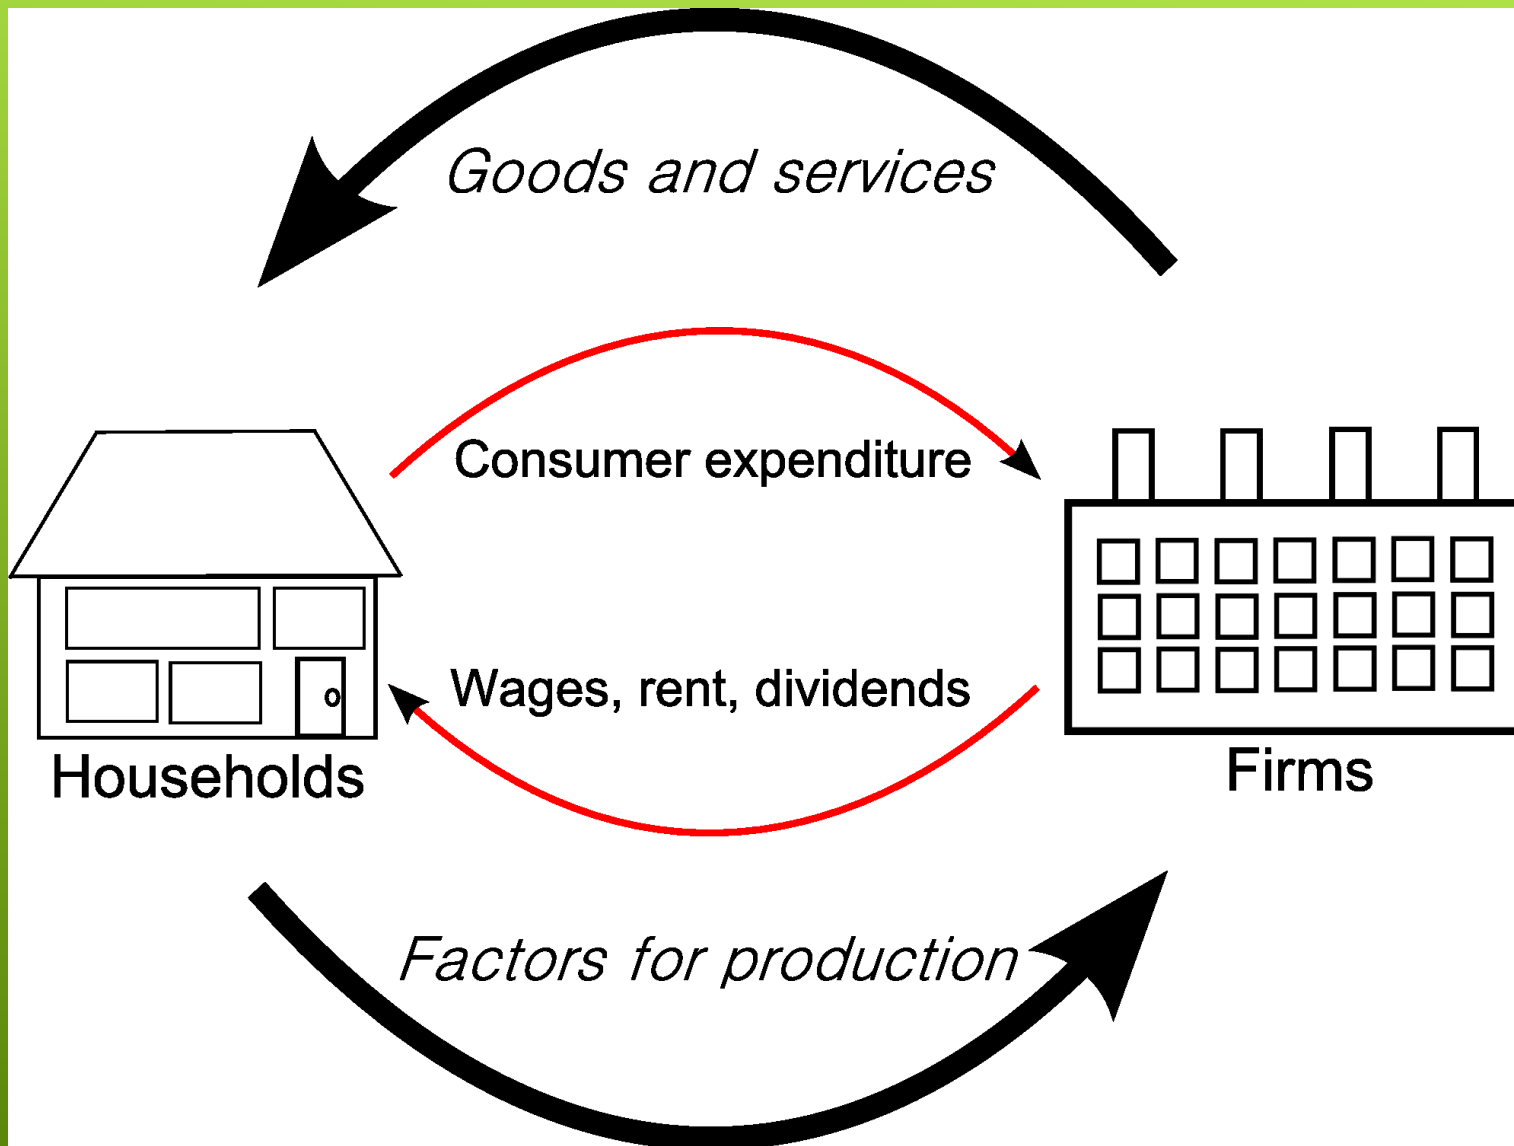 Goods and services
Consumer expenditure
Wages, rent, dividends
Households
Firms
Factors for production